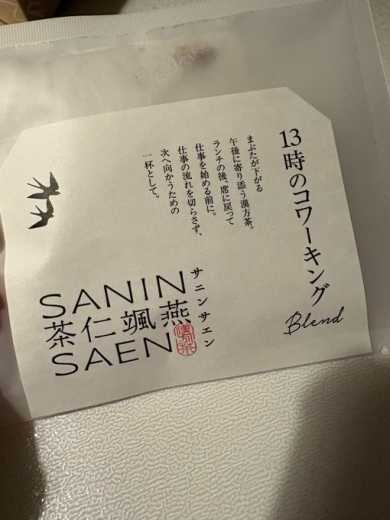 13時のコワーキング
Blend
まぶたが下がる
午後に寄り添う漢方茶。
ランチの後、席に戻って
仕事を始める前に。
仕事の流れを切らさず、
次へ向かうための
一杯として。
サニンサエン
SANIN
茶仁颯燕
SAEN